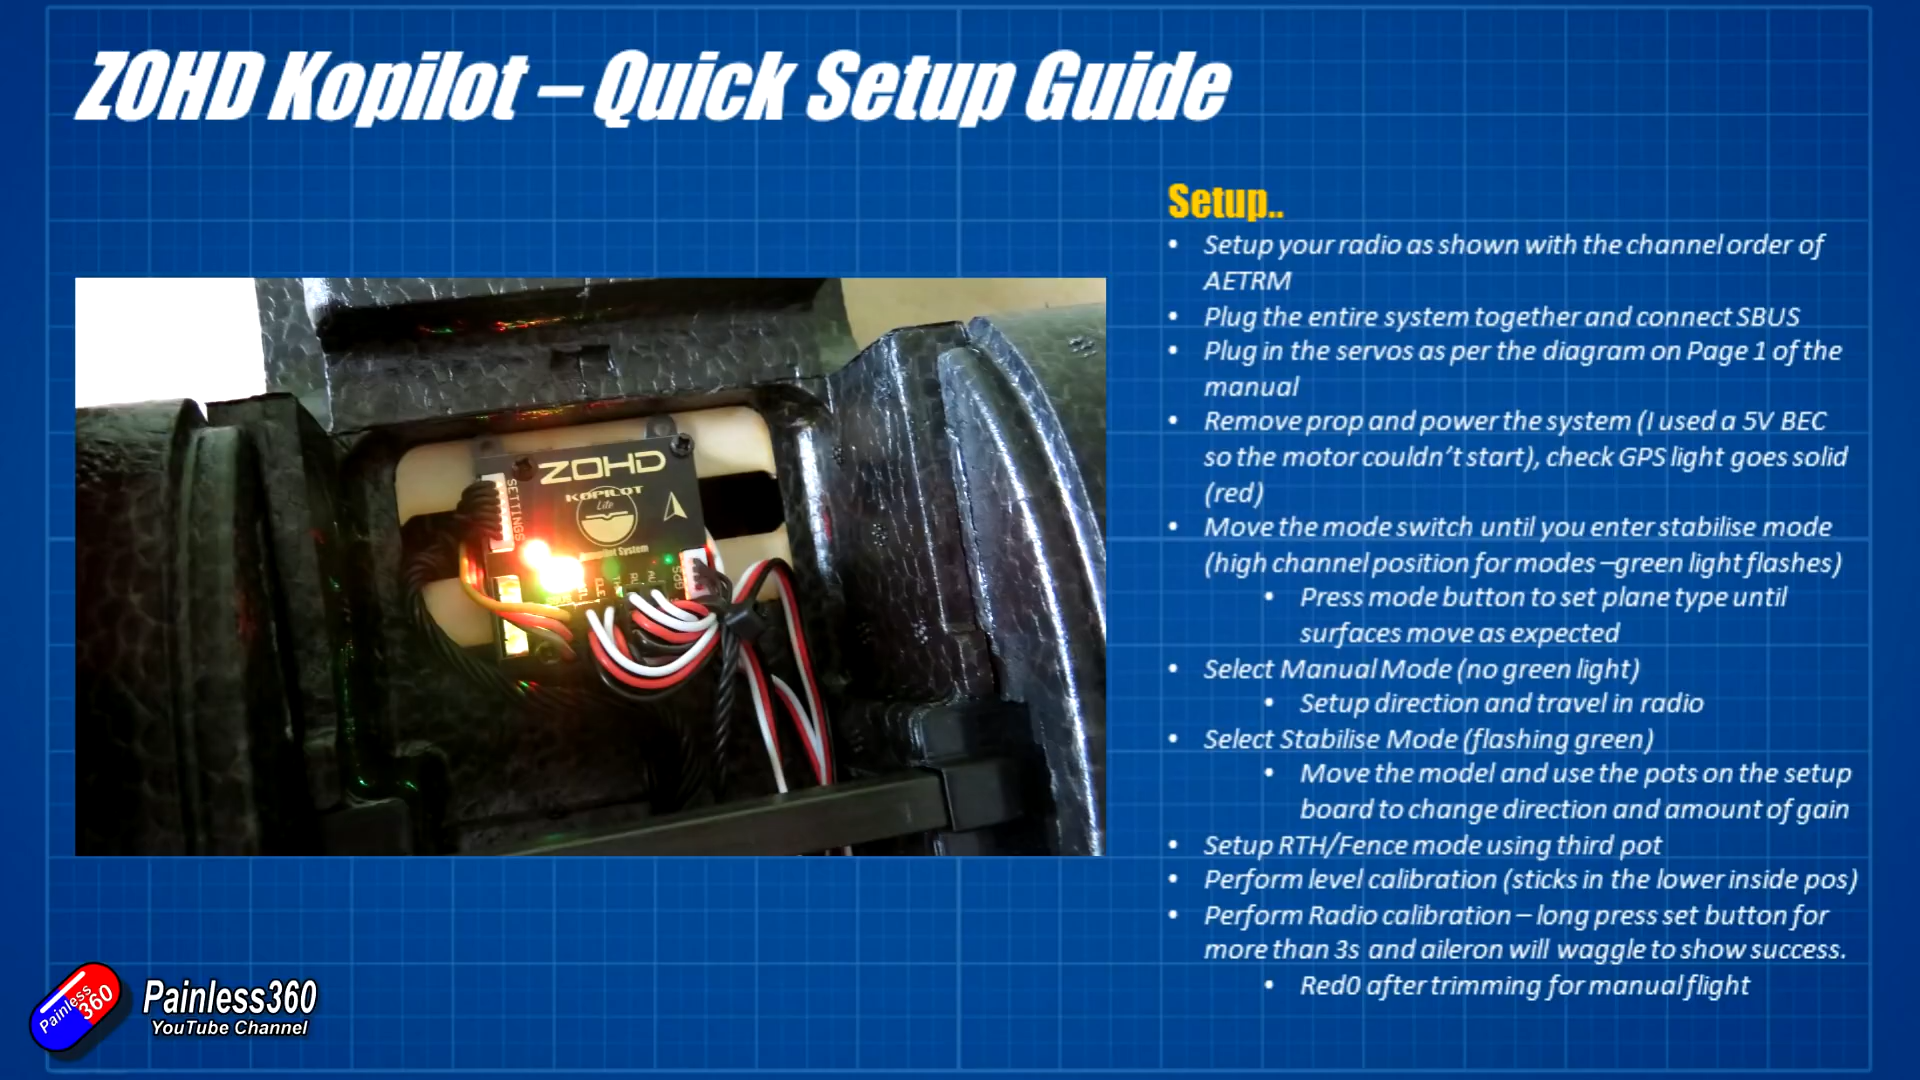 ZOHD Kopilot – Quick Setup Guide
Setup..
• Setup your radio as shown with the channel order of
AETRM
• Plug the entire system together and connect SBUS
• Plug in the servos as per the diagram on Page 1 of the
manual
• Remove prop and power the system (I used a 5V BEC
so the motor couldn’t start), check GPS light goes solid
(red)
• Move the mode switch until you enter stabilise mode
(high channel position for modes –green light flashes)
• Press mode button to set plane type until
surfaces move as expected
• Select Manual Mode (no green light)
• Setup direction and travel in radio
• Select Stabilise Mode (flashing green)
• Move the model and use the pots on the setup
board to change direction and amount of gain
• Setup RTH/Fence mode using third pot
• Perform level calibration (sticks in the lower inside pos)
• Perform Radio calibration – long press set button for
more than 3s and aileron will waggle to show success.
• Red0 after trimming for manual flight
ZOHD
KOPILOT
Lite
System
SETTINGS
GPS
Painless
360
Painless360
YouTube Channel